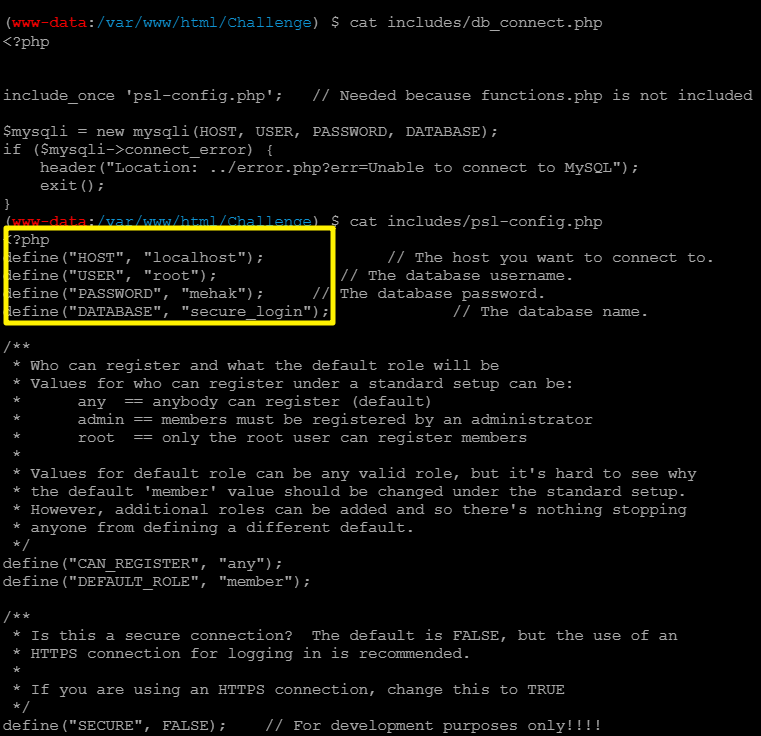 (www-data:/var/www/html/Challenge) $ cat includes/db_connect.php
<?php
include_once 'psl-config.php';   // Needed because functions.php is not included
$mysqli = new mysqli(HOST, USER, PASSWORD, DATABASE);
if ($mysqli->connect_error) {
    header("Location: ../error.php?err=Unable to connect to MySQL");
    exit();
}
(www-data:/var/www/html/Challenge) $ cat includes/psl-config.php
<?php
define("HOST", "localhost");             // The host you want to connect to.
define("USER", "root");             // The database username.
define("PASSWORD", "mehak");     // The database password.
define("DATABASE", "secure_login");             // The database name.
/**
 * Who can register and what the default role will be
 * Values for who can register under a standard setup can be:
 *      any  == anybody can register (default)
 *      admin == members must be registered by an administrator
 *      root  == only the root user can register members
 *
 * Values for default role can be any valid role, but it's hard to see why
 * the default 'member' value should be changed under the standard setup.
 * However, additional roles can be added and so there's nothing stopping
 * anyone from defining a different default.
 */
define("CAN_REGISTER", "any");
define("DEFAULT_ROLE", "member");
/**
 * Is this a secure connection?  The default is FALSE, but the use of an
 * HTTPS connection for logging in is recommended.
 *
 * If you are using an HTTPS connection, change this to TRUE
 */
define("SECURE", FALSE);    // For development purposes only!!!!